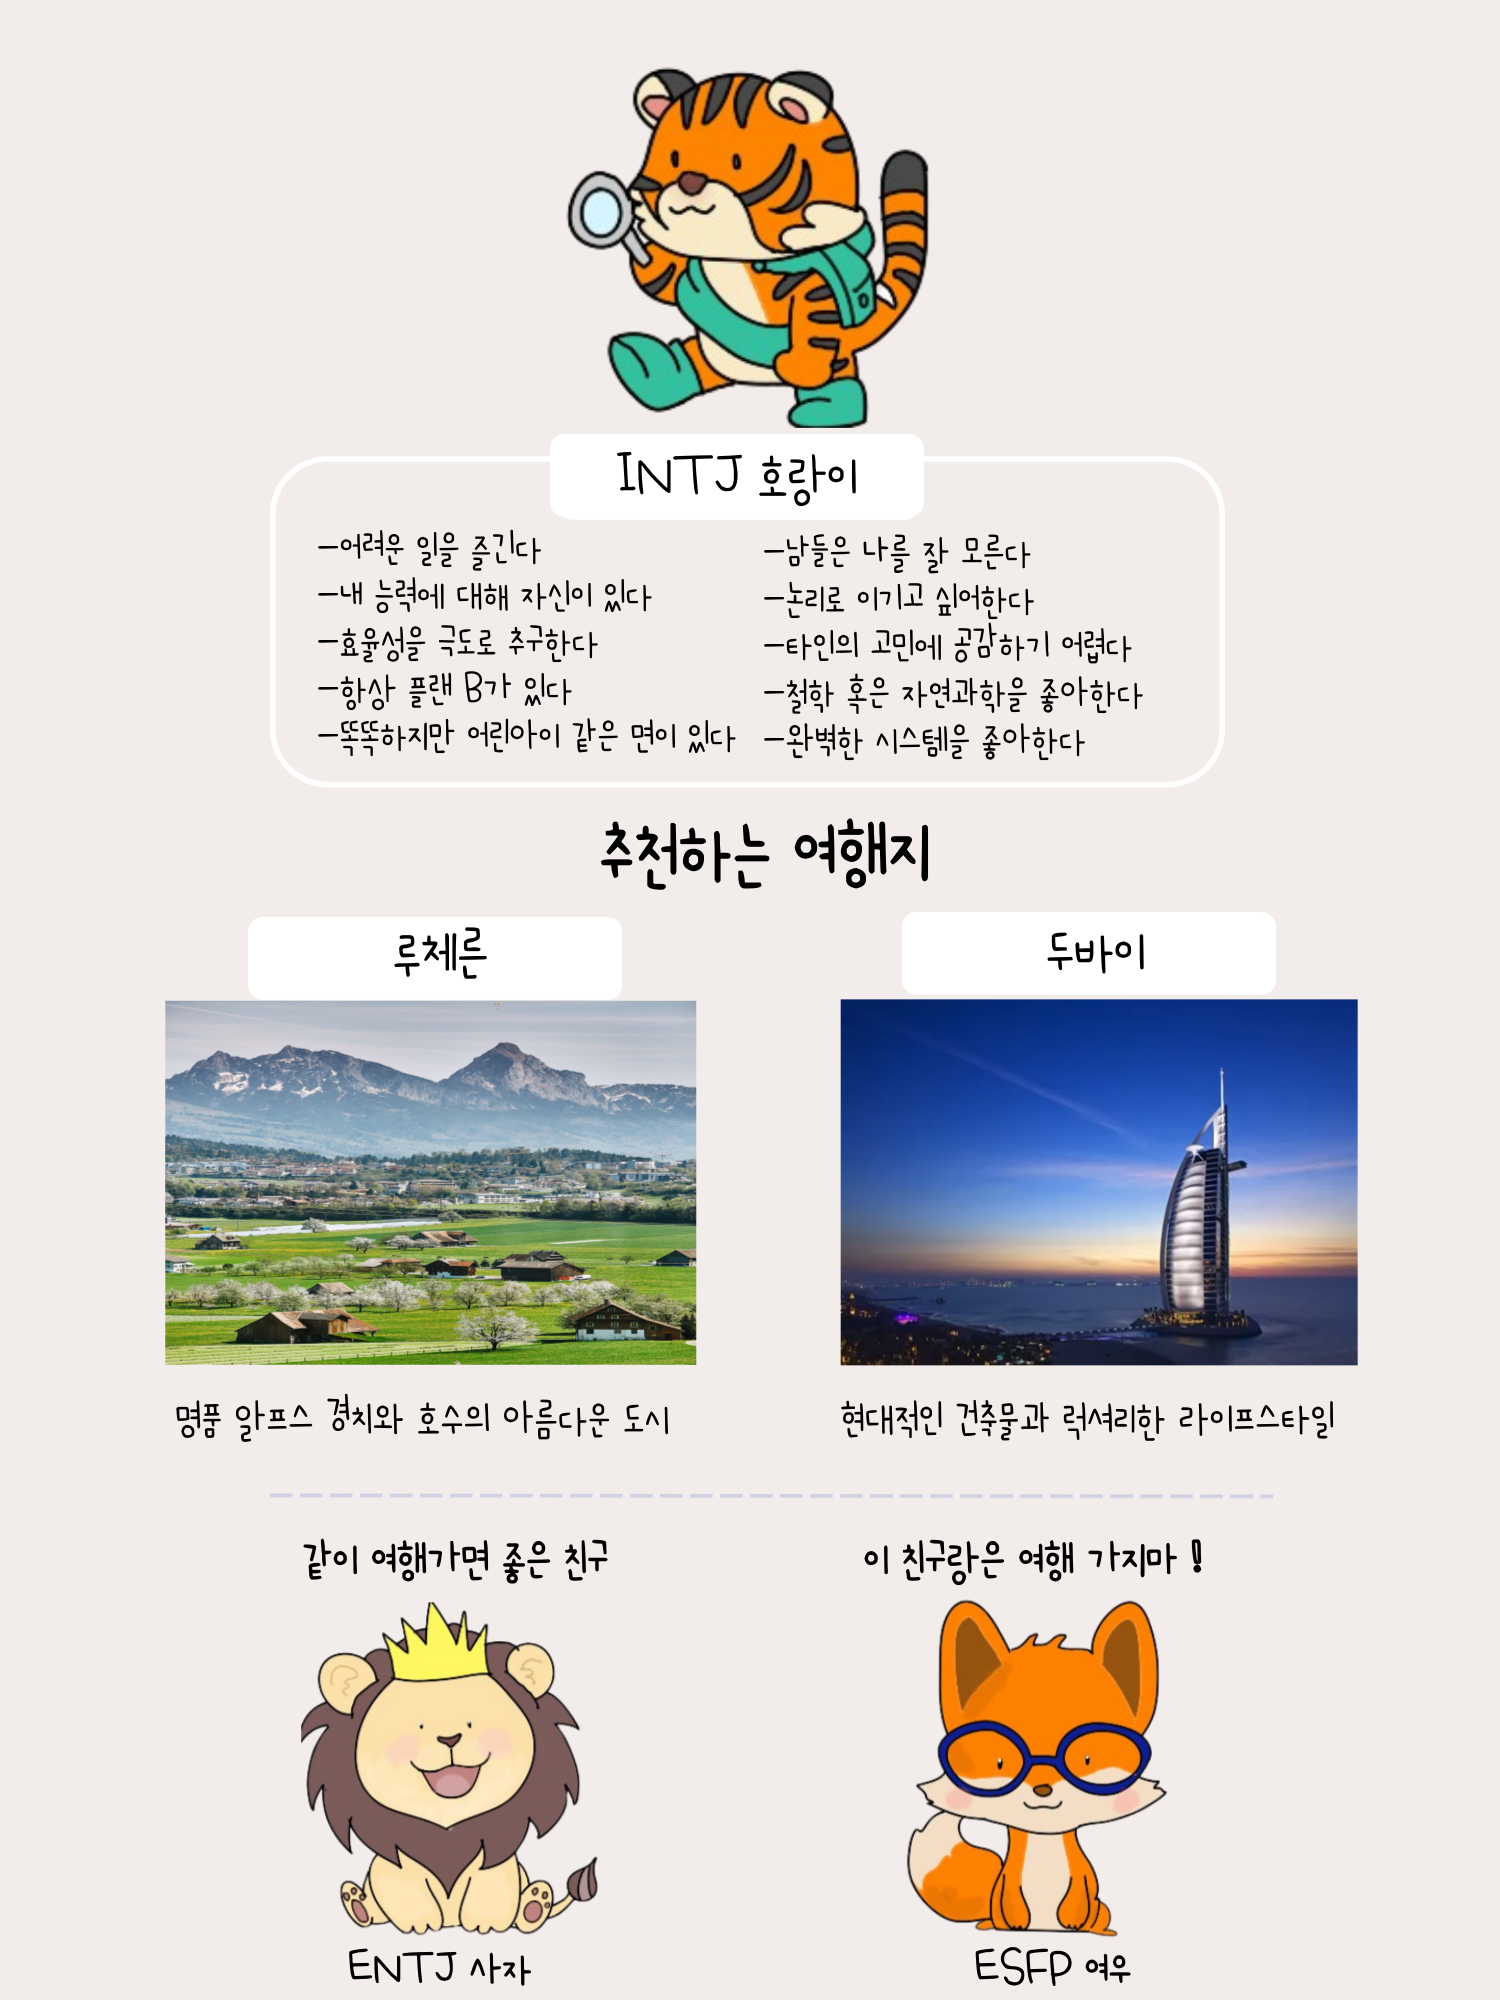 INTJ 호랑이
-어려운 일을 즐긴다
-내 능력에 대해 자신이 있다
-효율성을 극도로 추구한다
-항상 플랜 B가 있다
-똑똑하지만 어린아이 같은 면이 있다
-남들은 나를 잘 모른다
-논리로 이기고 싶어한다
-타인의 고민에 공감하기 어렵다
-철학 혹은 자연과학을 좋아한다
-완벽한 시스템을 좋아한다
추천하는 여행지
루체른
두바이
명품 알프스 경치와 호수의 아름다운 도시
현대적인 건축물과 럭셔리한 라이프스타일
같이 여행가면 좋은 친구
이 친구랑은 여행 가지마 !
ENTJ 사자
ESFP 여우